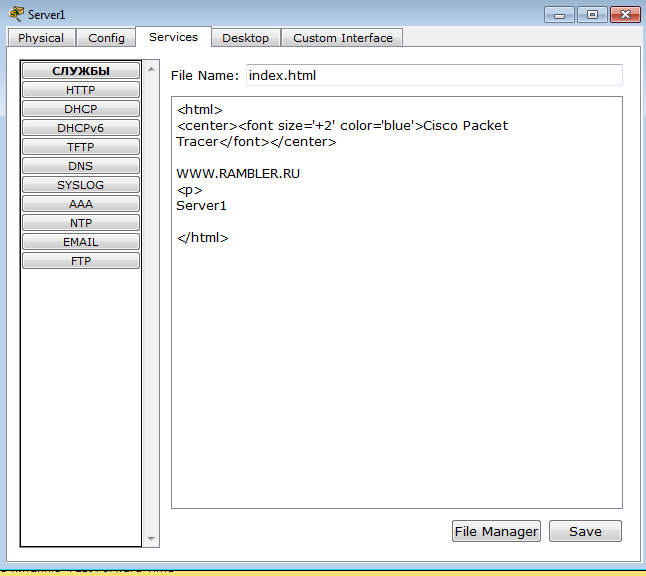 Server1
Physical Config Services Desktop Custom Interface
СЛУЖБЫ
HTTP
DHCP
DHCPv6
TFTP
DNS
SYSLOG
AAA
NTP
EMAIL
FTP
File Name: index.html
<html>
<center><font size='+2' color='blue'>Cisco Packet
Tracer</font></center>
WWW.RAMBLER.RU
<p>
Server1
</html>
File Manager Save